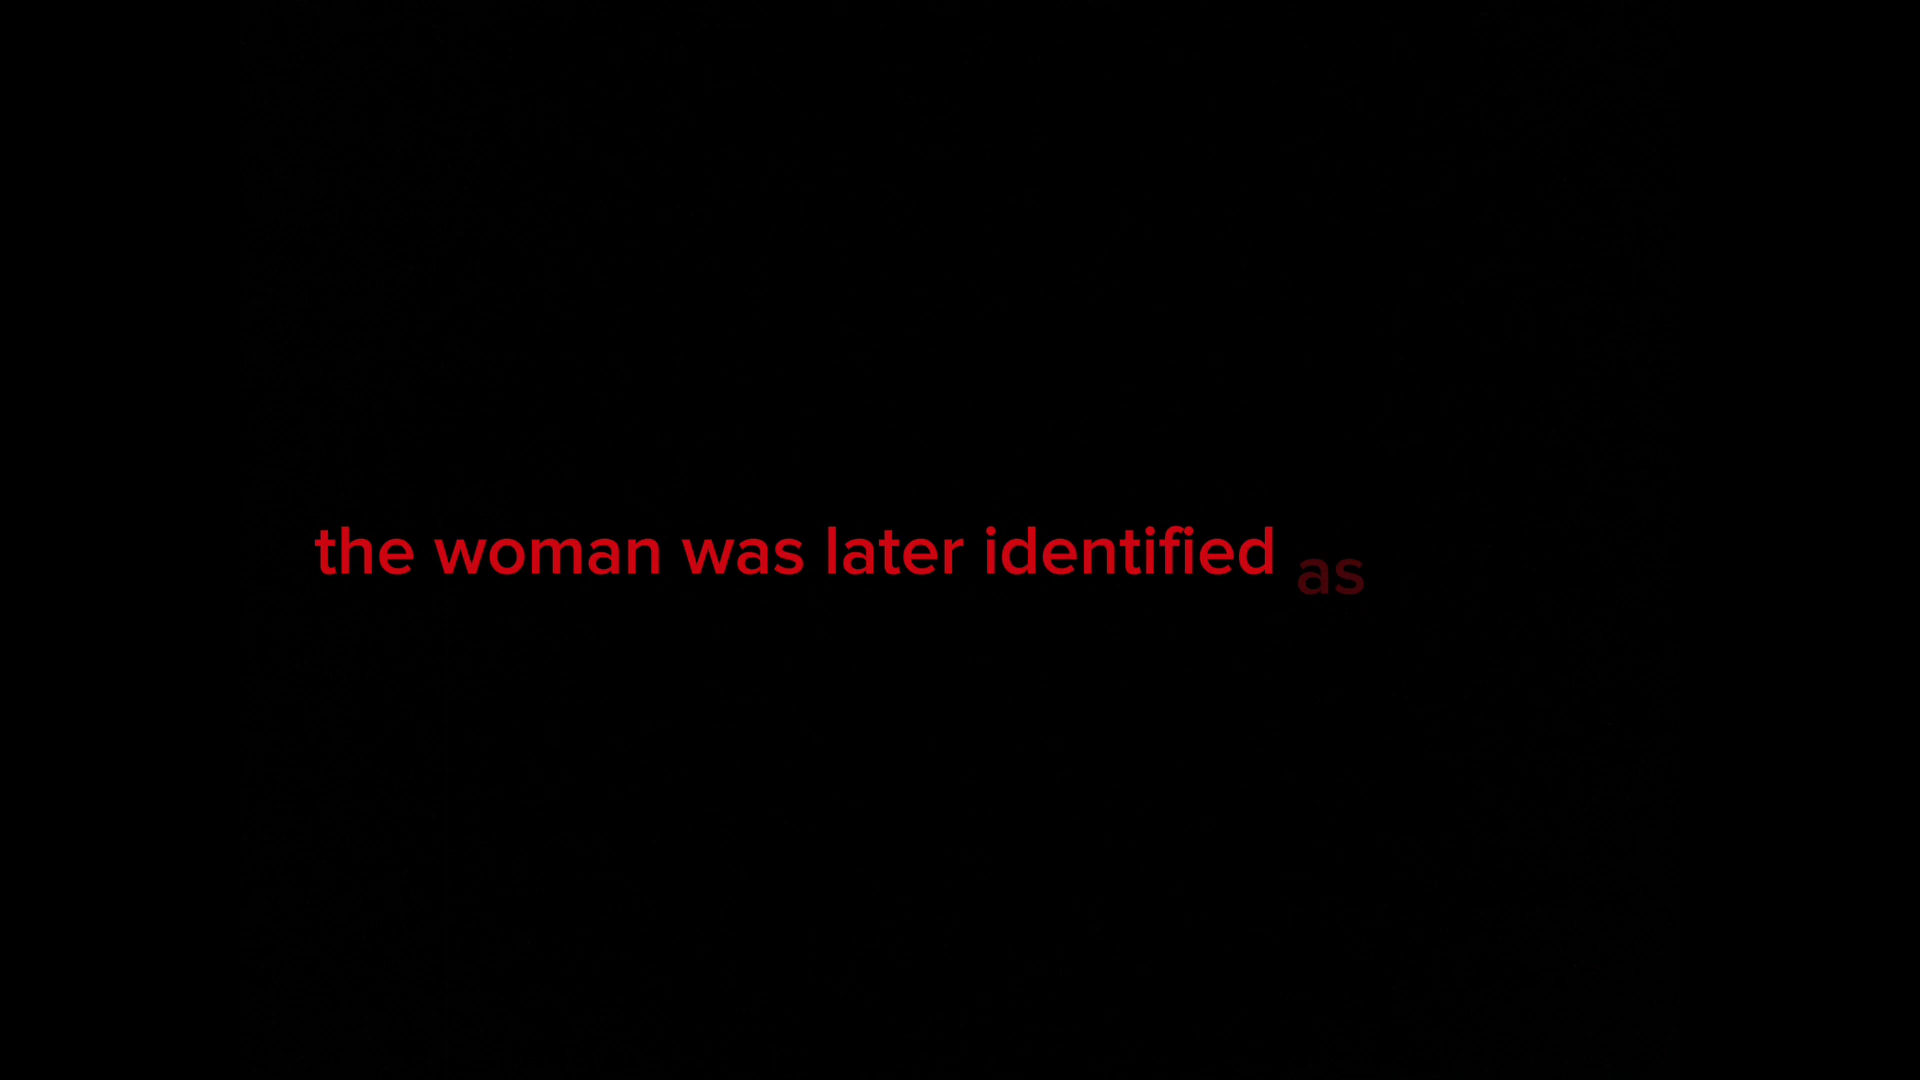 the woman was later identified as